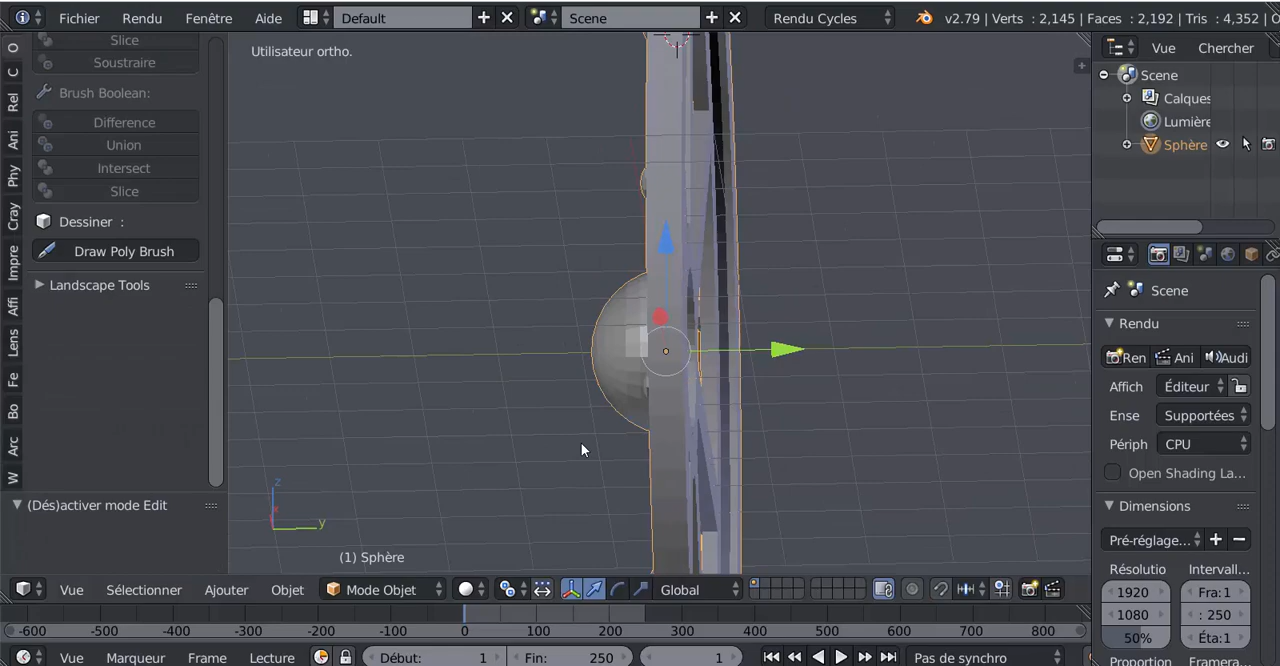 Fichier Rendu Fenêtre Aide Default Scene Rendu Cycles v2.79 | Verts : 2,145 | Faces : 2,192 | Tris : 4,352
Slice
Soustraire
Brush Boolean:
Difference
Union
Intersect
Slice
Dessiner :
Draw Poly Brush
Landscape Tools
(Dés)activer mode Edit
O
C
Rel
Ani
Phy
Cray
Impre
Affi
Lens
Fe
Bo
Arc
W
Utilisateur ortho.
z
y
(1) Sphère
Vue Sélectionner Ajouter Objet Mode Objet Global
-600 -500 -400 -300 -200 -100 0 100 200 300 400 500 600 700 800
Vue Marqueur Frame Lecture Début: 1 Fin: 250 1 Pas de synchro
Vue Chercher
Scene
Calques
Lumière
Sphère
Scene
Rendu
Ren Ani Audi
Affich Éditeur
Ense Supportées
Périph CPU
Open Shading La...
Dimensions
Pré-réglage...
Résolutio Intervall
1920 Fra:1
1080 : 250
50% Éta:1
Proportion Framera